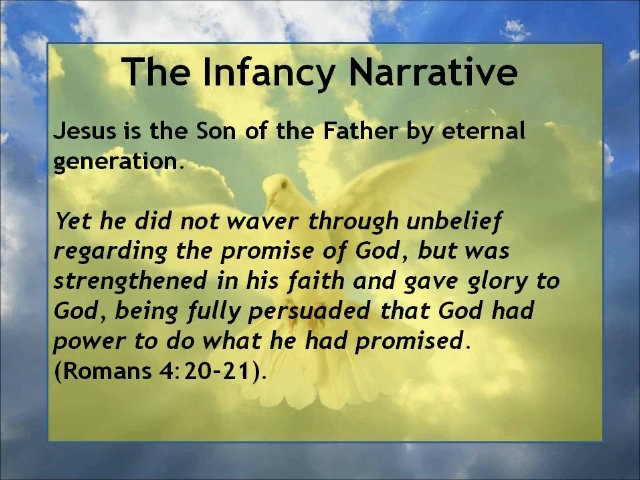 The Infancy Narrative
Jesus is the Son of the Father by eternal
generation.
Yet he did not waver through unbelief
regarding the promise of God, but was
strengthened in his faith and gave glory to
God, being fully persuaded that God had
power to do what he had promised.
(Romans 4:20-21).